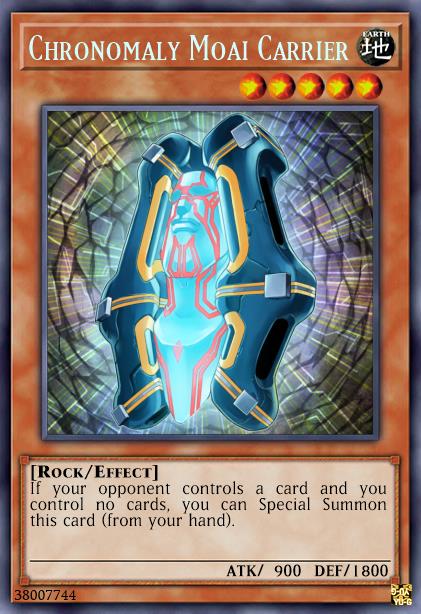 CHRONOMALY MOAI CARRIER
EARTH
地
[ROCK/EFFECT]
If your opponent controls a card and you
control no cards, you can Special Summon
this card (from your hand).
ATK/ 900 DEF/1800
38007744